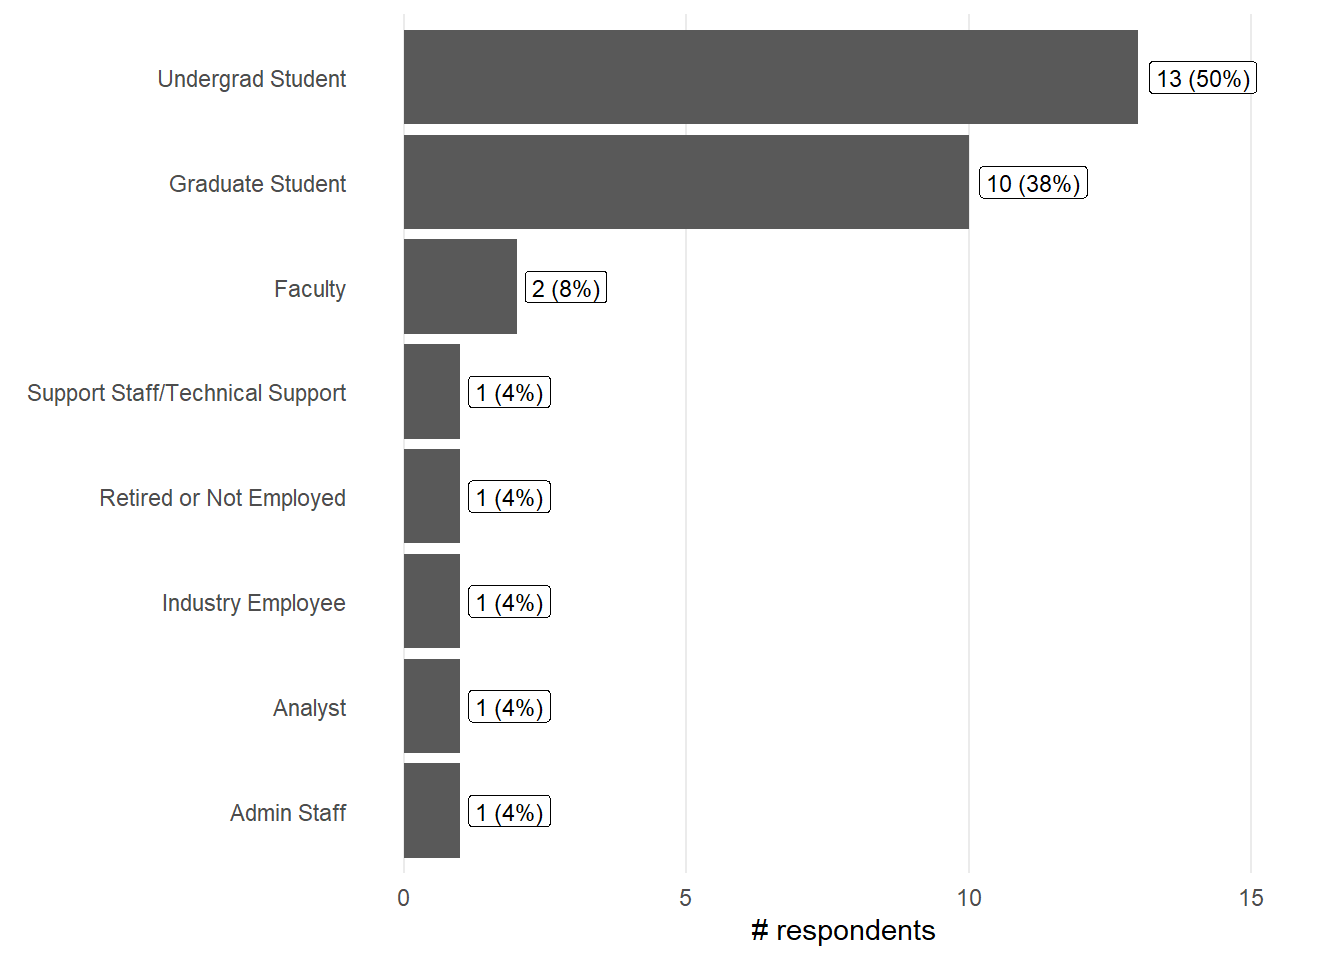 Undergrad Student 13 (50%)
Graduate Student 10 (38%)
Faculty 2 (8%)
Support Staff/Technical Support 1 (4%)
Retired or Not Employed 1 (4%)
Industry Employee 1 (4%)
Analyst 1 (4%)
Admin Staff 1 (4%)
0 5 10 15
# respondents